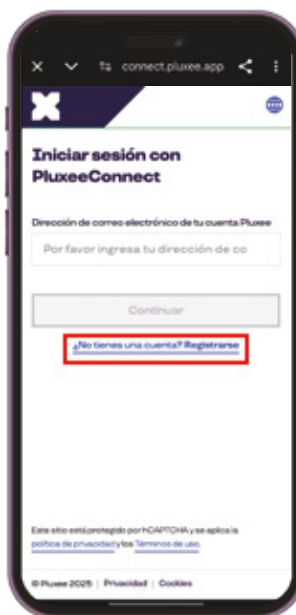 connect.pluxee.app
Iniciar sesión con
PluxeeConnect
Dirección de correo electrónico de tu cuenta Pluxee
Por favor ingresa tu dirección de co
Continuar
¿No tienes una cuenta? Registrarse
Este sitio está protegido por hCAPTCHA y se aplica la
política de privacidad y los Términos de uso.
© Pluxee 2025 | Privacidad | Cookies